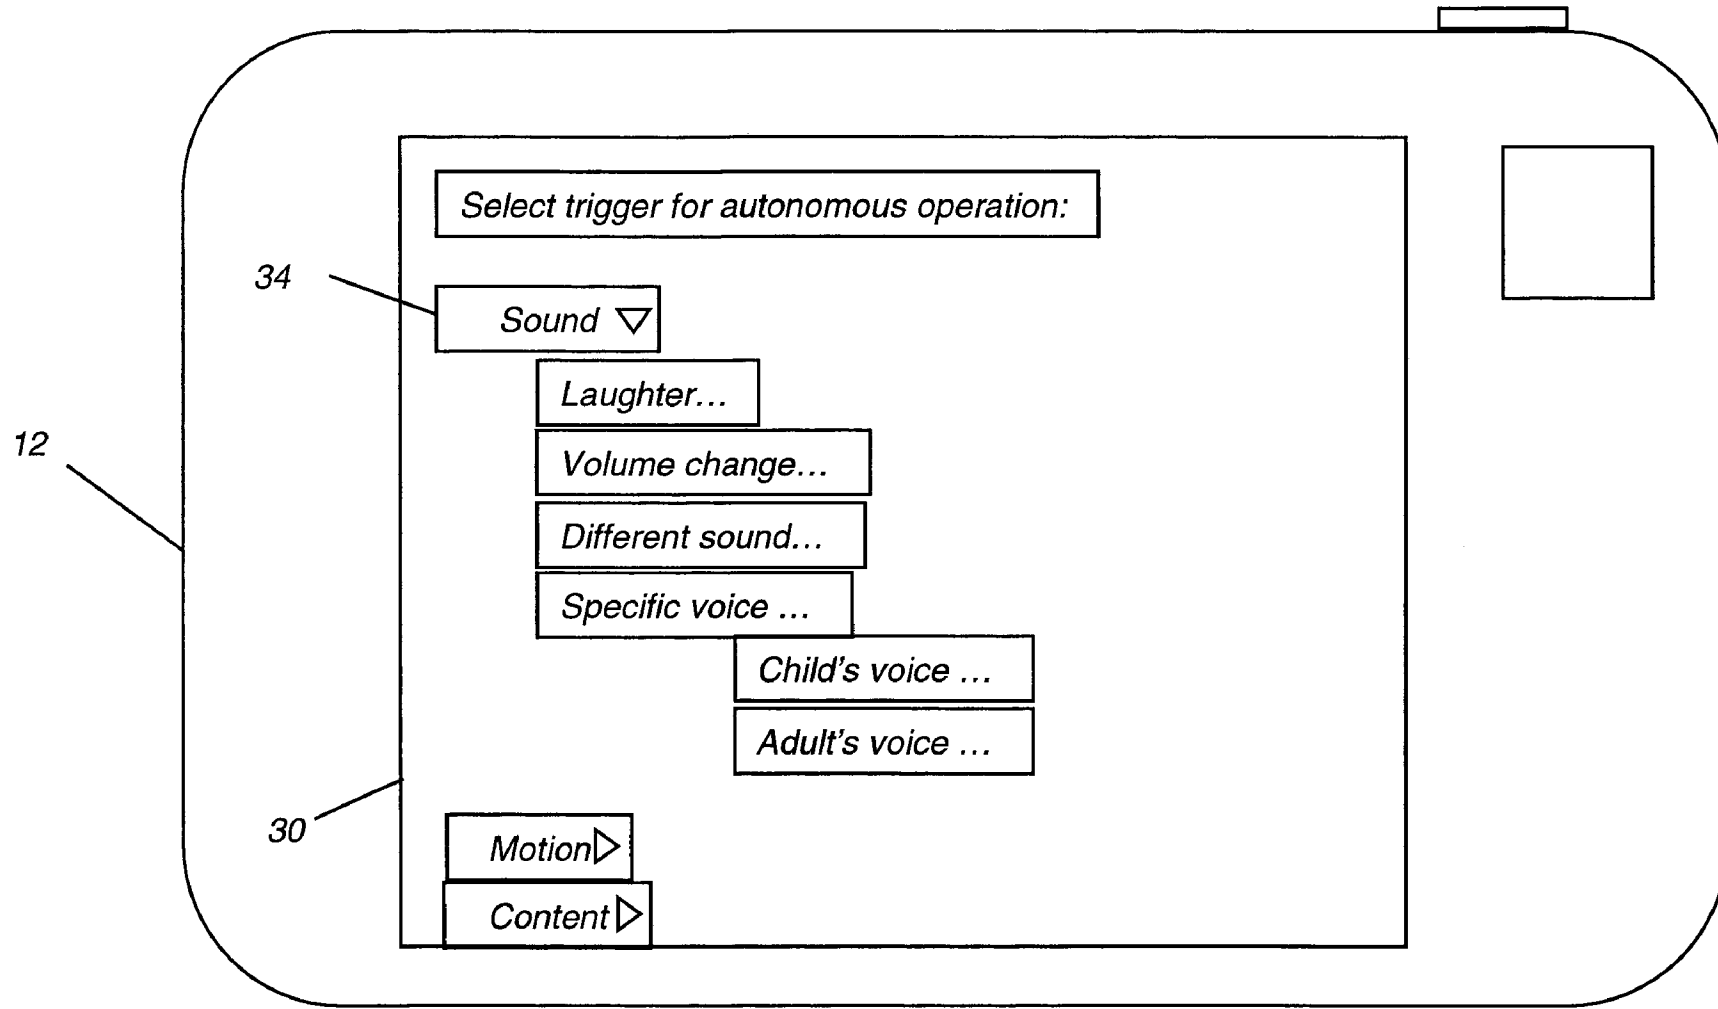 Select trigger for autonomous operation:
34
Sound
Laughter...
Volume change...
12
Different sound...
Specific voice ...
Child's voice ...
Adult's voice ...
30
Motion
Content